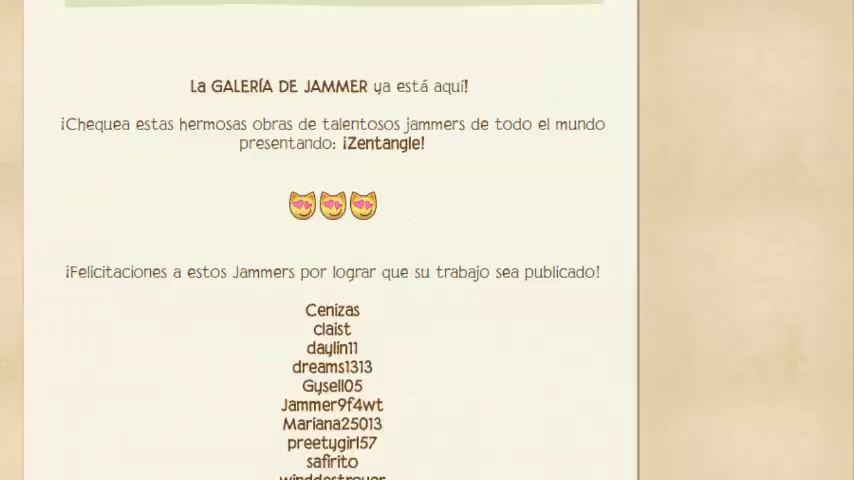 La GALERÍA DE JAMMER ya está aquí!
¡Chequea estas hermosas obras de talentosos jammers de todo el mundo
presentando: ¡Zentangle!
¡Felicitaciones a estos Jammers por lograr que su trabajo sea publicado!
Cenizas
claist
daylin11
dreams1313
Gysell05
Jammer9f4wt
Mariana25013
preetygirl57
safirito
winddestroyer